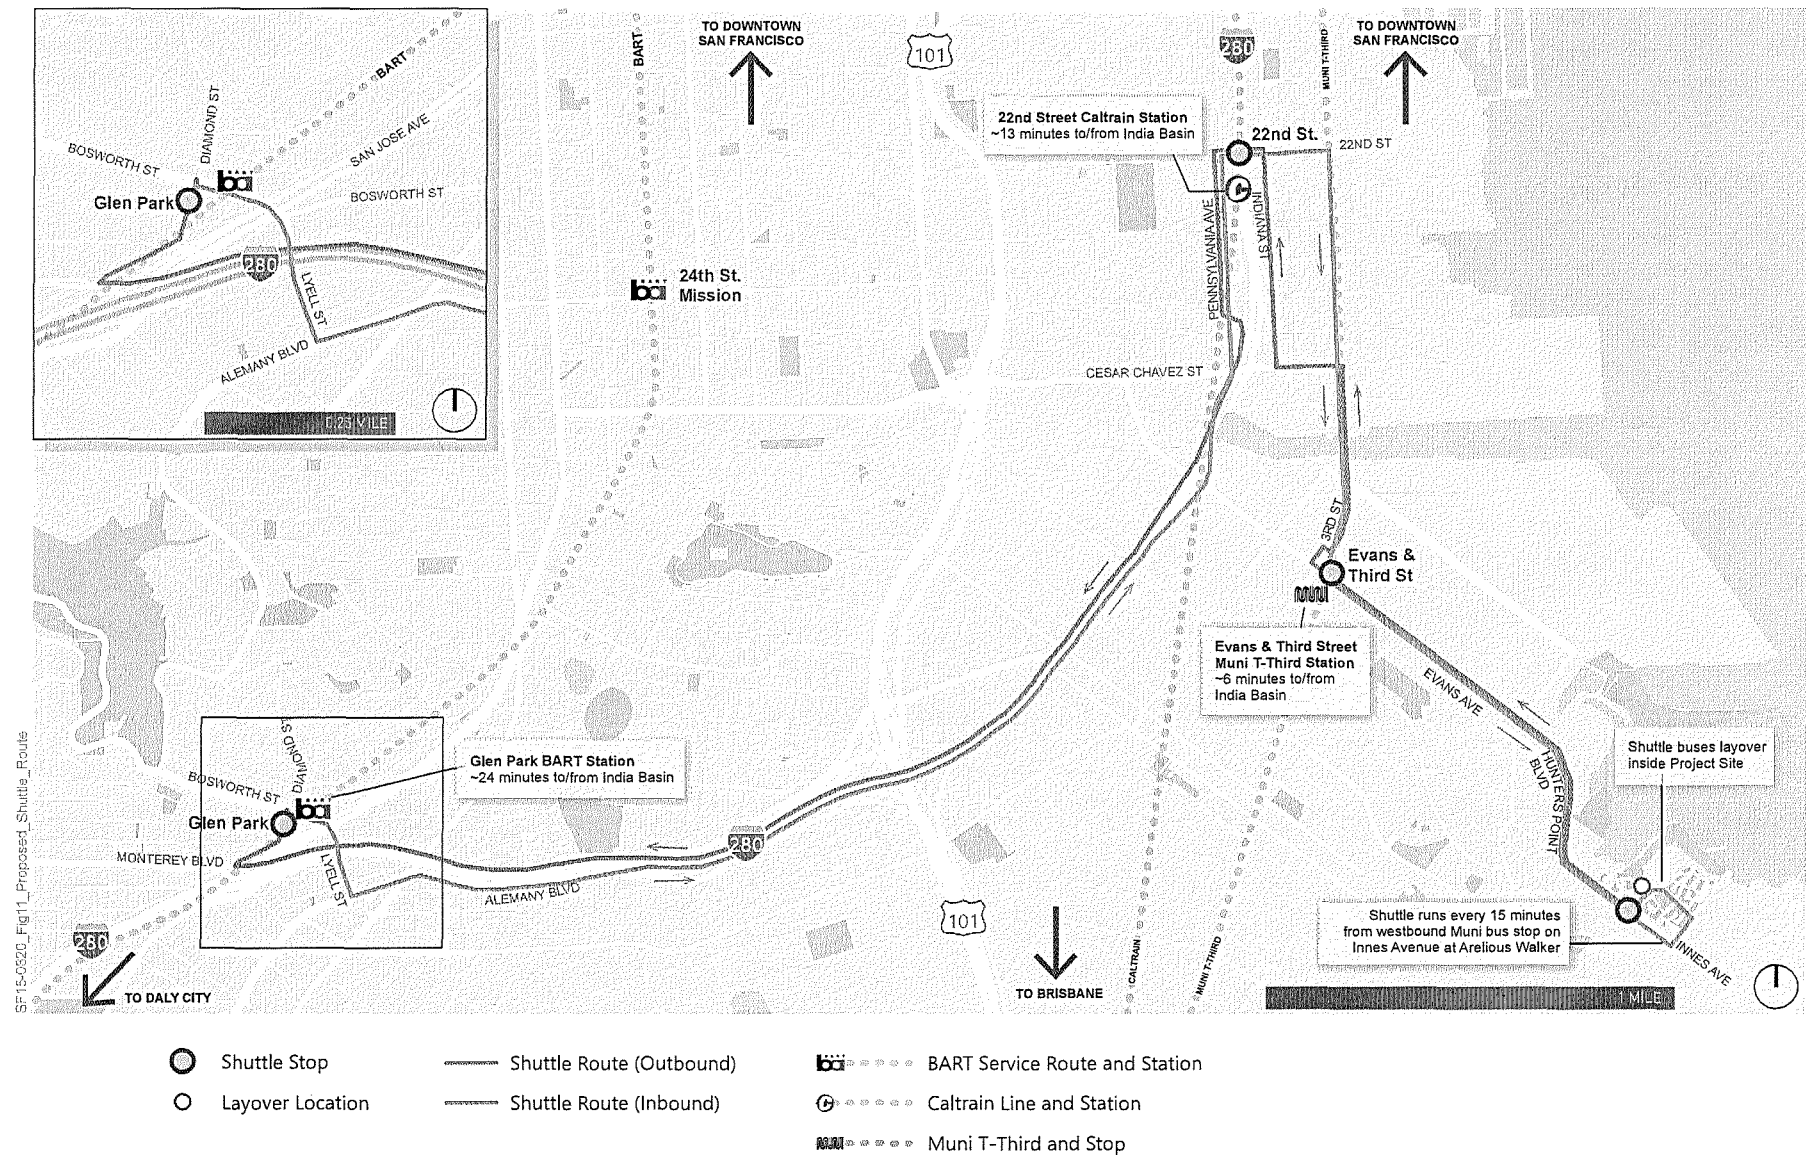 BART
DIAMOND ST
SAN JOSE AVE
BOSWORTH ST
BOSWORTH ST
Glen Park
280
LYELL ST
ALEMANY BLVD
0.25 MILE
BART
TO DOWNTOWN
SAN FRANCISCO
101
280
MUNI T-THIRD
TO DOWNTOWN
SAN FRANCISCO
22nd Street Caltrain Station
~13 minutes to/from India Basin
22nd St.
22ND ST
PENNSYLVANIA AVE
INDIANA ST
24th St.
Mission
CESAR CHAVEZ ST
3RD ST
Evans &
Third St
Evans & Third Street
Muni T-Third Station
~6 minutes to/from
India Basin
EVANS AVE
HUNTERS POINT
BLVD
Shuttle buses layover
inside Project Site
DIAMOND ST
BOSWORTH ST
Glen Park BART Station
~24 minutes to/from India Basin
Glen Park
MONTEREY BLVD
LYELL ST
ALEMANY BLVD
280
101
Shuttle runs every 15 minutes
from westbound Muni bus stop on
Innes Avenue at Arelious Walker
INNES AVE
280
TO DALY CITY
TO BRISBANE
CALTRAIN
MUNI T-THIRD
1 MILE
SF15-0820_Fig11_Proposed_Shuttle_Route
Shuttle Stop
Layover Location
Shuttle Route (Outbound)
Shuttle Route (Inbound)
BART Service Route and Station
Caltrain Line and Station
Muni T-Third and Stop